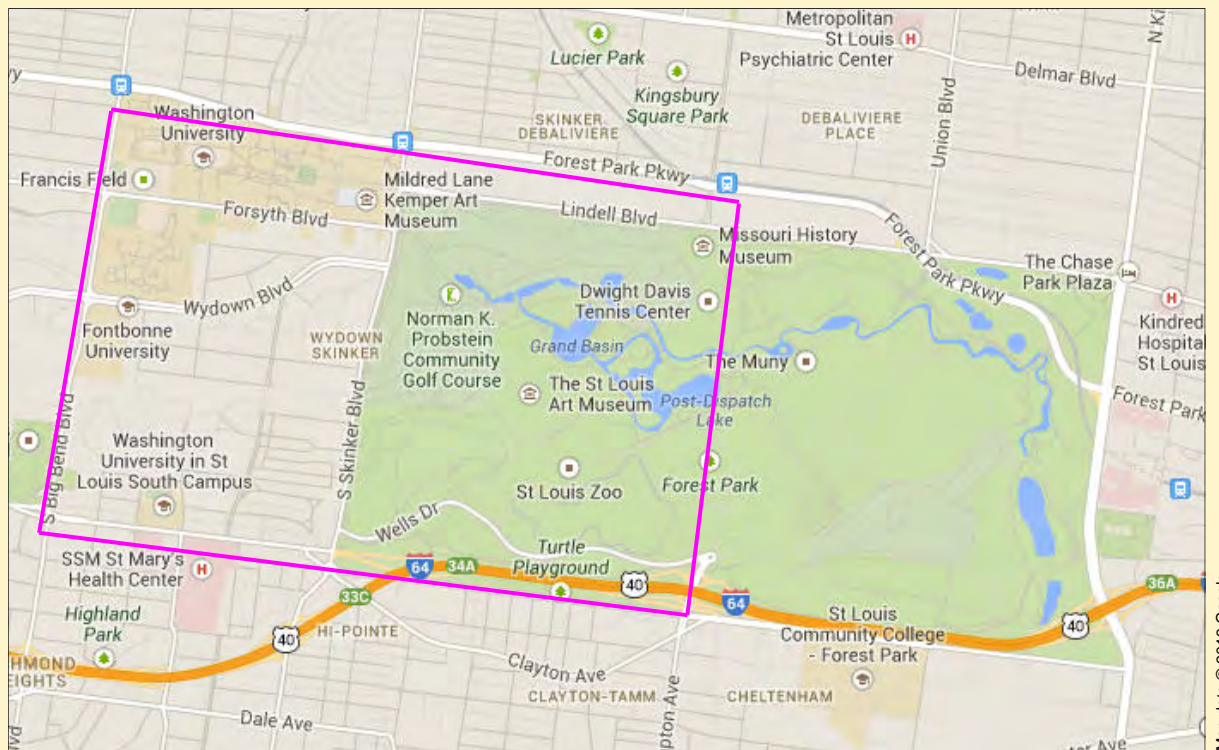 Metropolitan
St Louis
Psychiatric Center
H
Lucier Park
Delmar Blvd
Kingsbury
Square Park
Washington
University
SKINKER
DEBALIVIERE
DEBALIVIERE
PLACE
Union Blvd
Forest Park Pkwy
Francis Field
Mildred Lane
Kemper Art
Museum
Forsyth Blvd
Lindell Blvd
Missouri History
Museum
Forest Park Pkwy
The Chase
Park Plaza
Wydown Blvd
Dwight Davis
Tennis Center
H
Kindred
Hospital
St Louis
Fontbonne
University
WYDOWN
SKINKER
Norman K.
Probstein
Community
Golf Course
Grand Basin
The Muny
The St Louis
Art Museum
Post-Dispatch
Lake
Forest Park
S Big Bend Blvd
S Skinker Blvd
Washington
University in St
Louis South Campus
St Louis Zoo
Forest Park
Wells Dr
Turtle
Playground
SSM St Mary's
Health Center
H
64
34A
40
64
36A
33C
40
40
Highland
Park
HI-POINTE
St Louis
Community College
- Forest Park
HMOND
EIGHTS
Clayton Ave
CLAYTON-TAMM
CHELTENHAM
Dale Ave